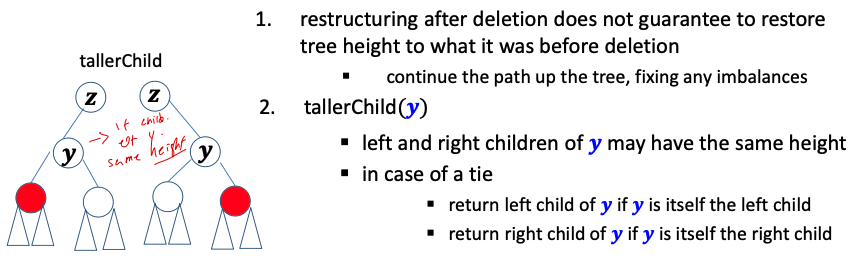 1. restructuring after deletion does not guarantee to restore
tree height to what it was before deletion
▪ continue the path up the tree, fixing any imbalances
2. tallerChild(y)
▪ left and right children of y may have the same height
▪ in case of a tie
▪ return left child of y if y is itself the left child
▪ return right child of y if y is itself the right child
tallerChild
z z
y y
→ if child.
y.
same height